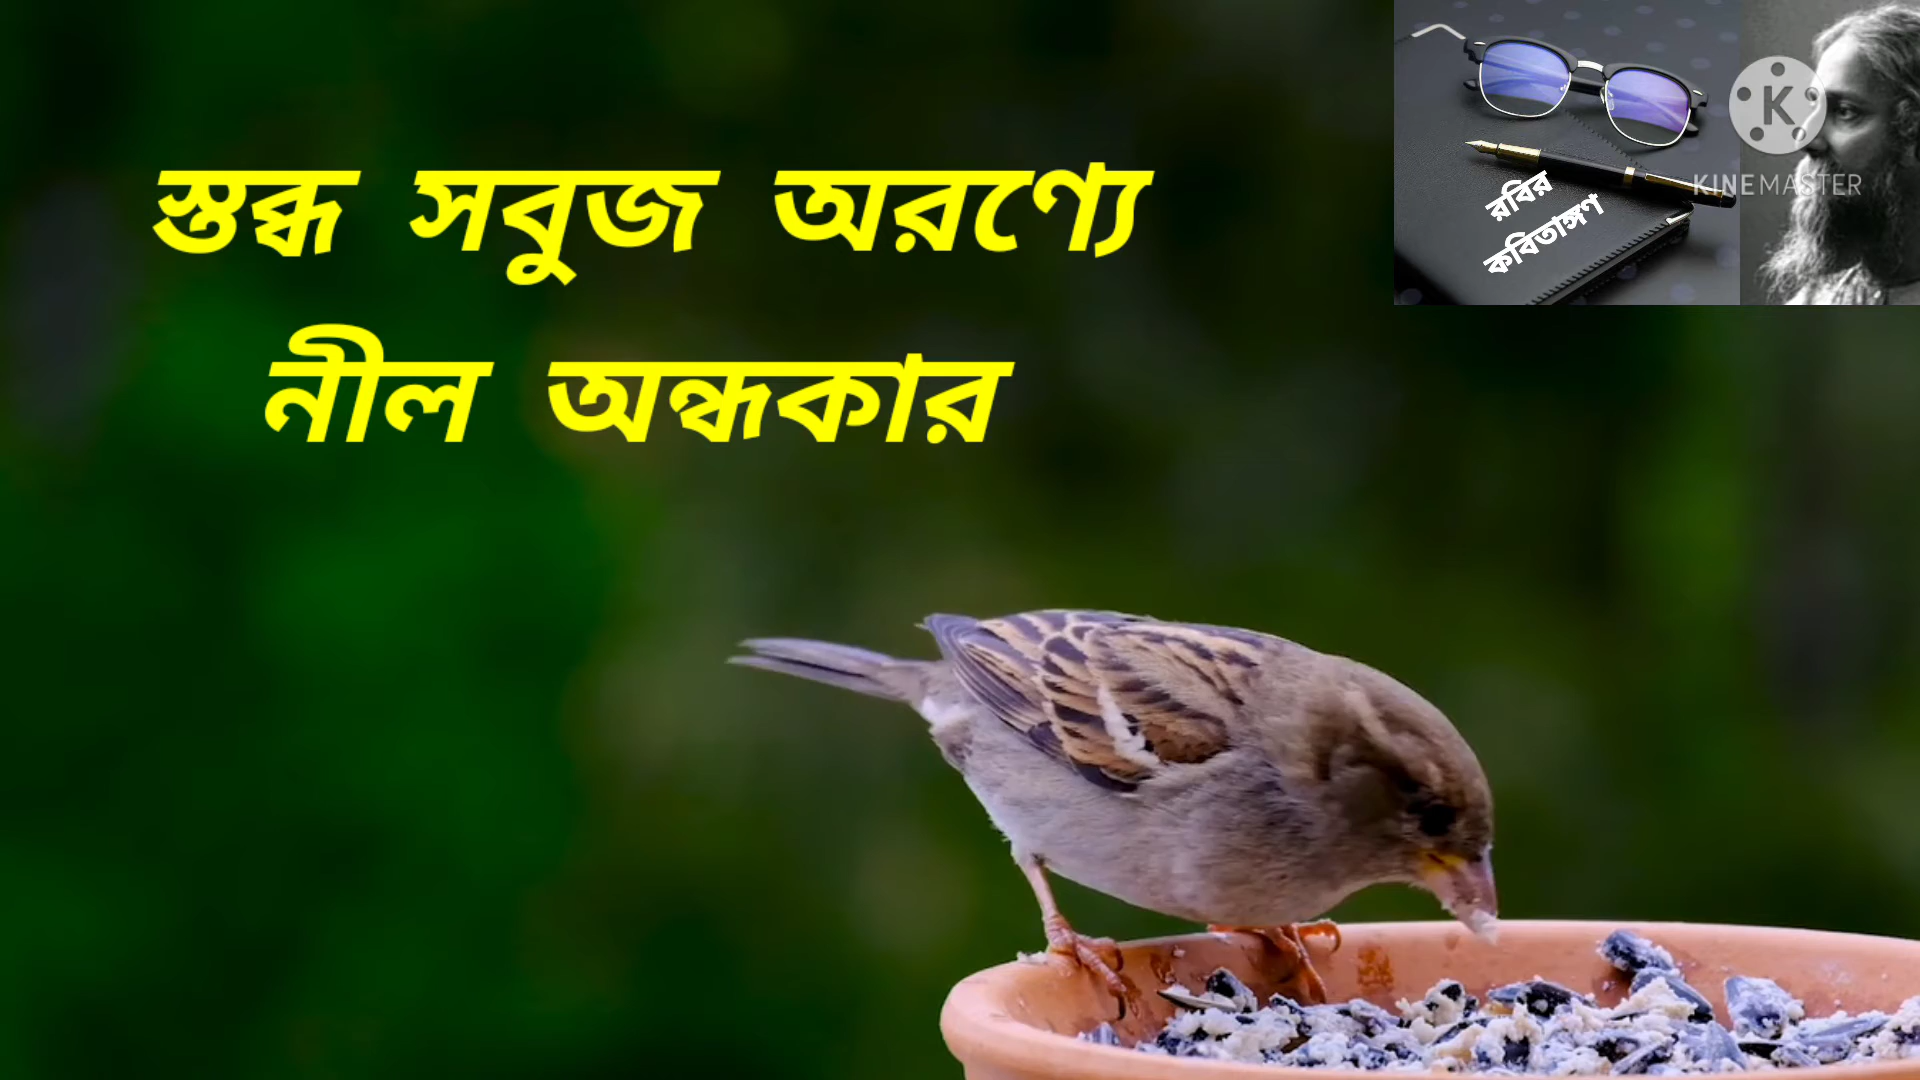 স্তব্ধ সবুজ অরণ্যে
নীল অন্ধকার
রবির
কবিতাঙ্গণ
K
KINEMASTER